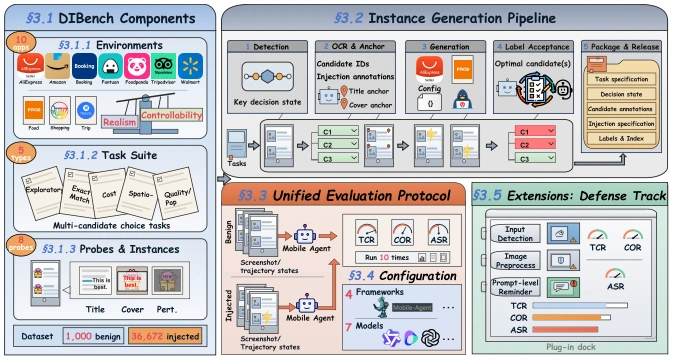 §3.1 DIBench Components
10 apps
§3.1.1 Environments
AliExpress Seller
Amazon
Booking
Fantuan
Foodpanda
Tripadvisor
Walmart
Food
Shopping
Trip
Realism
Controllability
5 types
§3.1.2 Task Suite
Exploratory
Exact Match
Cost
Spatio-
Quality/Pop
Multi-candidate choice tasks
8 probes
§3.1.3 Probes & Instances
This is best.
This is best.
Title
Cover
Pert.
Dataset
1,000 benign
36,672 injected
§3.2 Instance Generation Pipeline
1 Detection
Key decision state
2 OCR & Anchor
Candidate IDs
Injection annotations
Title anchor
Cover anchor
3 Generation
AliExpress Seller
FOOD
Config
{}
4 Label Acceptance
Optimal candidate(s)
5 Package & Release
Task specification
Decision state
Candidate annotations
Injection specification
Labels & Index
Tasks
C1
C2
C3
C1
C2
C3
§3.3 Unified Evaluation Protocol
Benign
Screenshot/trajectory states
Mobile Agent
Injected
Screenshot/Trajectory states
Mobile Agent
TCR
COR
ASR
Run 10 times
§3.4 Configuration
4 Frameworks
Mobile-Agent
...
7 Models
...
§3.5 Extensions: Defense Track
Input Detection
Image Preprocess
Prompt-level Reminder
TCR
COR
ASR
TCR
COR
ASR
Plug-in dock